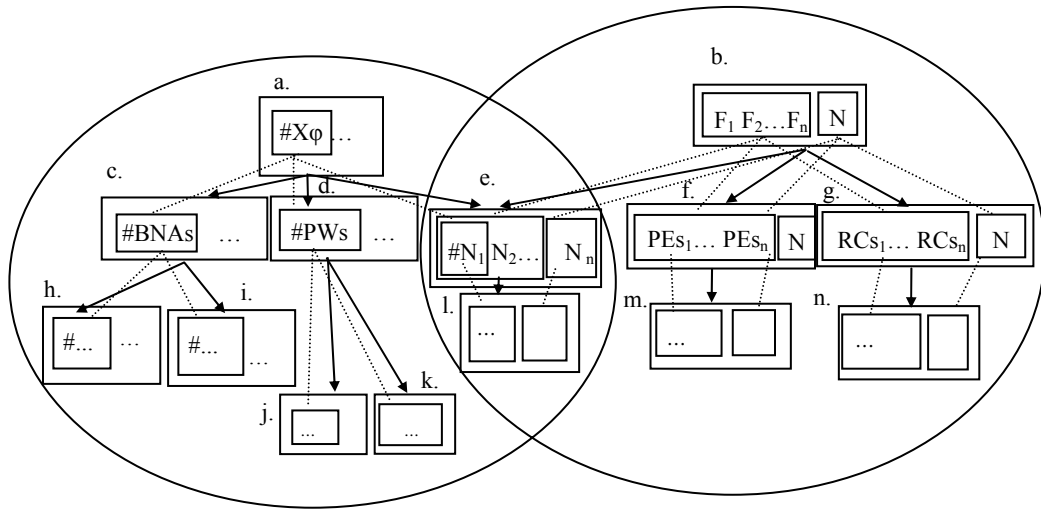 b.
a.
F₁ F₂…Fₙ N
#Xφ …
c. d. e. f. g.
#BNAs … #PWs … #N₁ N₂… Nₙ PEs₁… PEsₙ N RCs₁… RCsₙ N
h. i. l. m. n.
#... … #... … ... ... ...
j. k.
... ...